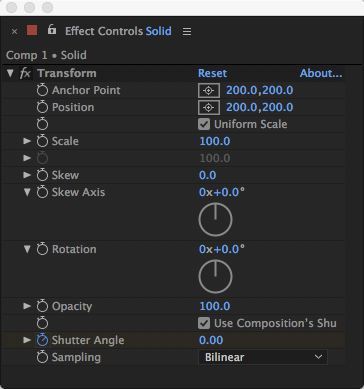 × Effect Controls Solid ≡
Comp 1 • Solid
fx Transform Reset About...
Anchor Point 200.0,200.0
Position 200.0,200.0
Uniform Scale
Scale 100.0
100.0
Skew 0.0
Skew Axis 0x+0.0°
Rotation 0x+0.0°
Opacity 100.0
Use Composition's Shu
Shutter Angle 0.00
Sampling Bilinear